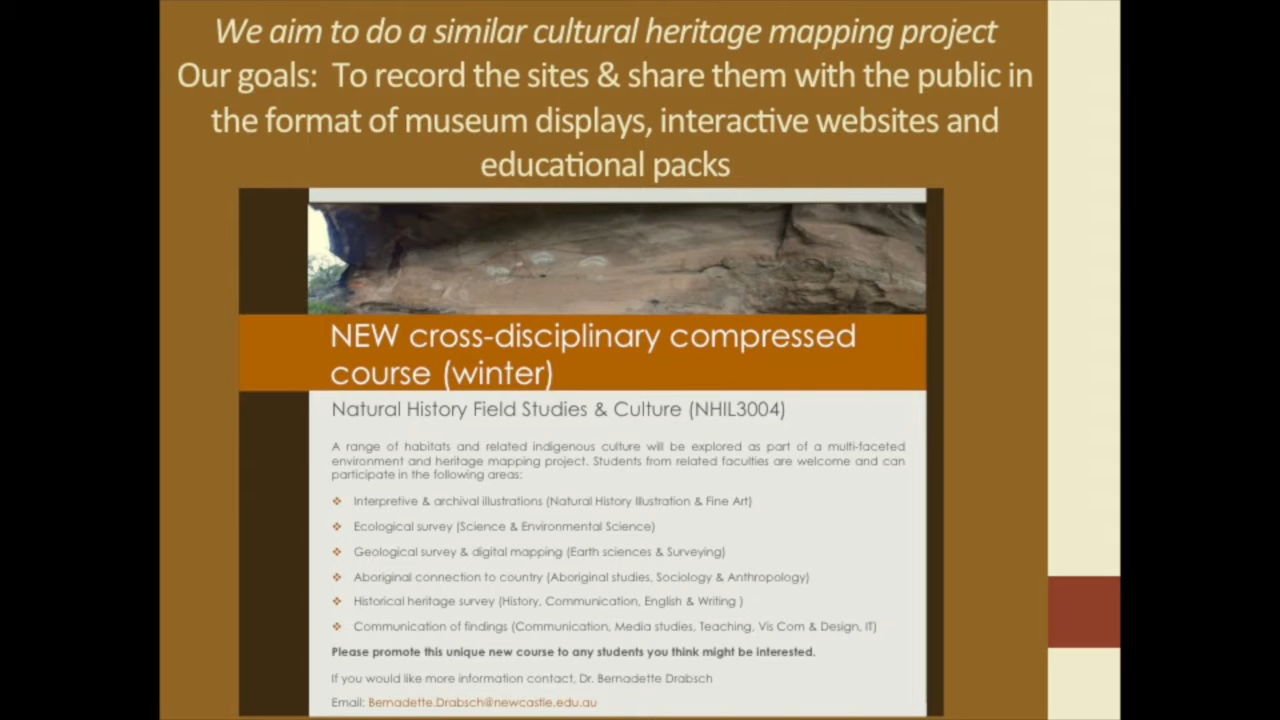 We aim to do a similar cultural heritage mapping project
Our goals: To record the sites & share them with the public in
the format of museum displays, interactive websites and
educational packs
NEW cross-disciplinary compressed
course (winter)
Natural History Field Studies & Culture (NHIL3004)
A range of habitats and related indigenous culture will be explored as part of a multi-faceted
environment and heritage mapping project. Students from related faculties are welcome and can
participate in the following areas:
❖ Interpretive & archival illustrations (Natural History Illustration & Fine Art)
❖ Ecological survey (Science & Environmental Science)
❖ Geological survey & digital mapping (Earth sciences & Surveying)
❖ Aboriginal connection to country (Aboriginal studies, Sociology & Anthropology)
❖ Historical heritage survey (History, Communication, English & Writing )
❖ Communication of findings (Communication, Media studies, Teaching, Vis Com & Design, IT)
Please promote this unique new course to any students you think might be interested.
If you would like more information contact, Dr. Bernadette Drabsch
Email: Bernadette.Drabsch@newcastle.edu.au